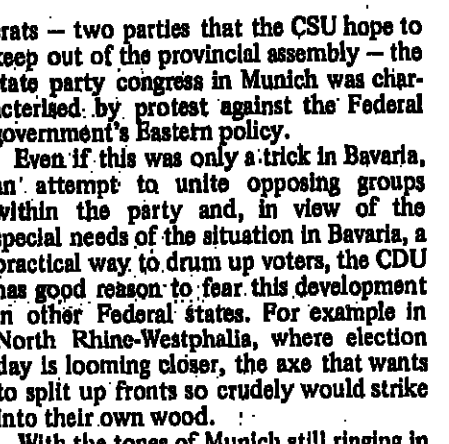 rats — two parties that the CSU hope to
keep out of the provincial assembly — the
tate party congress in Munich was char-
cterised by protest against the Federal
government's Eastern policy.
Even if this was only a trick in Bavaria,
an attempt to unite opposing groups
within the party and, in view of the
special needs of the situation in Bavaria, a
practical way to drum up voters, the CDU
has good reason to fear this development
in other Federal states. For example in
North Rhine-Westphalia, where election
day is looming closer, the axe that wants
to split up fronts so crudely would strike
into their own wood.
With the tones of Munich still ringing in